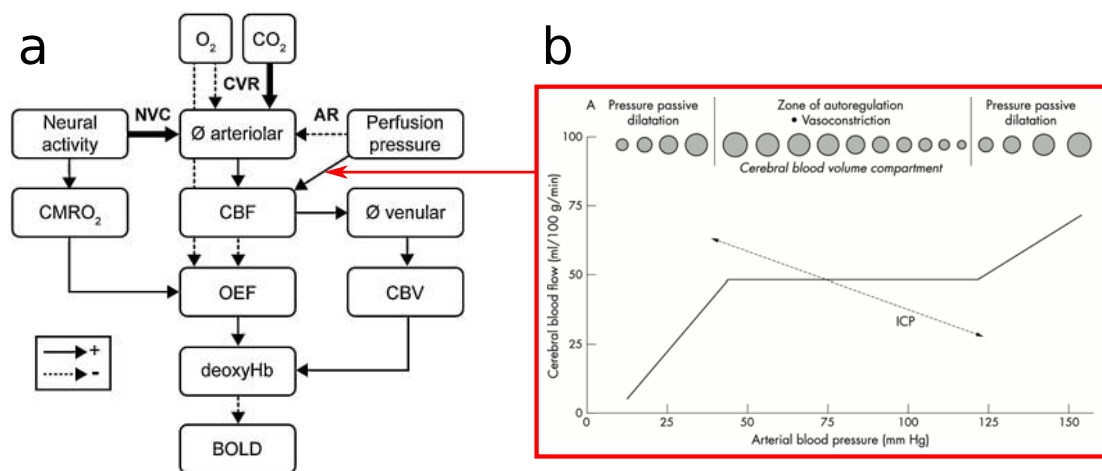 a
O₂
CO₂
CVR
NVC
AR
Neural
activity
Ø arteriolar
Perfusion
pressure
CMRO₂
CBF
Ø venular
OEF
CBV
+
-
deoxyHb
BOLD
b
A
Pressure passive
dilatation
Zone of autoregulation
• Vasoconstriction
Pressure passive
dilatation
Cerebral blood volume compartment
Cerebral blood flow (ml/100 g/min)
100
75
50
25
0
ICP
0
25
50
75
100
125
150
Arterial blood pressure (mm Hg)